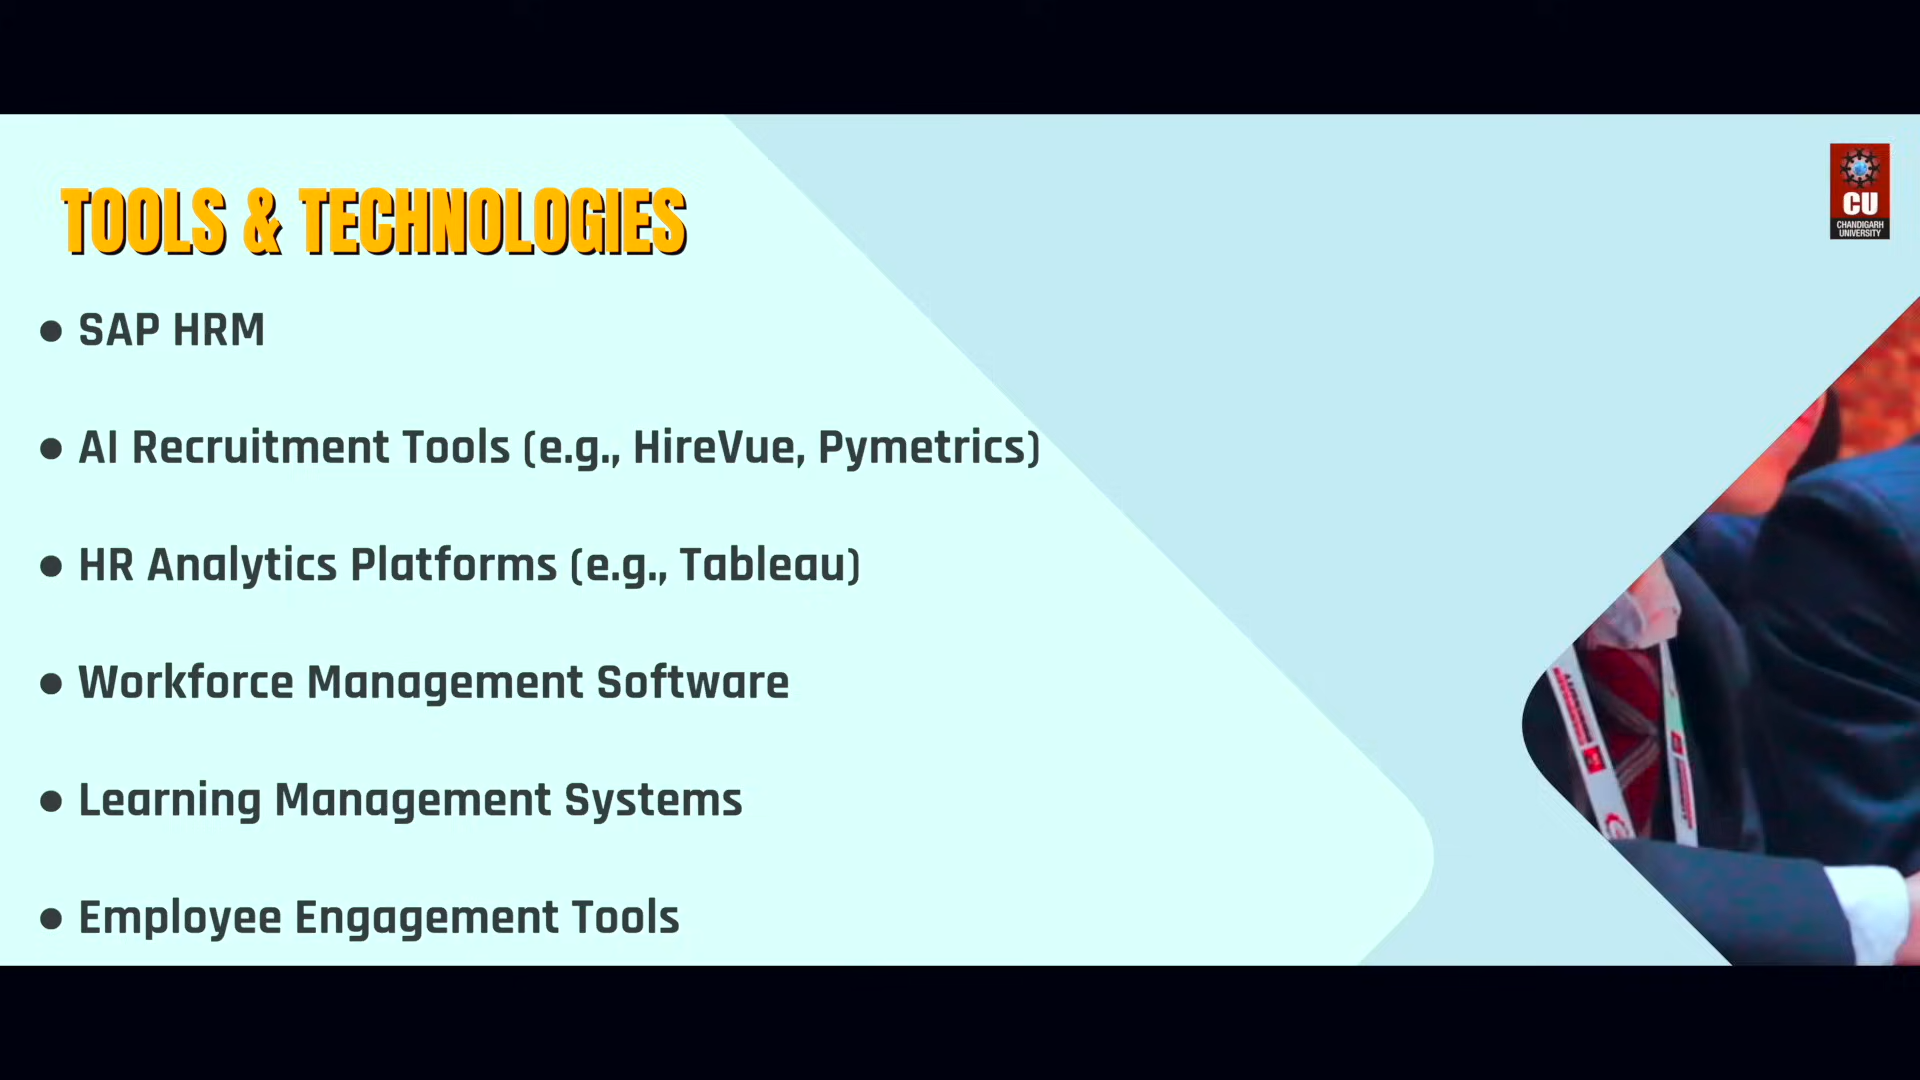 TOOLS & TECHNOLOGIES
CU
CHANDIGARH
UNIVERSITY
• SAP HRM
• AI Recruitment Tools (e.g., HireVue, Pymetrics)
• HR Analytics Platforms (e.g., Tableau)
• Workforce Management Software
• Learning Management Systems
• Employee Engagement Tools